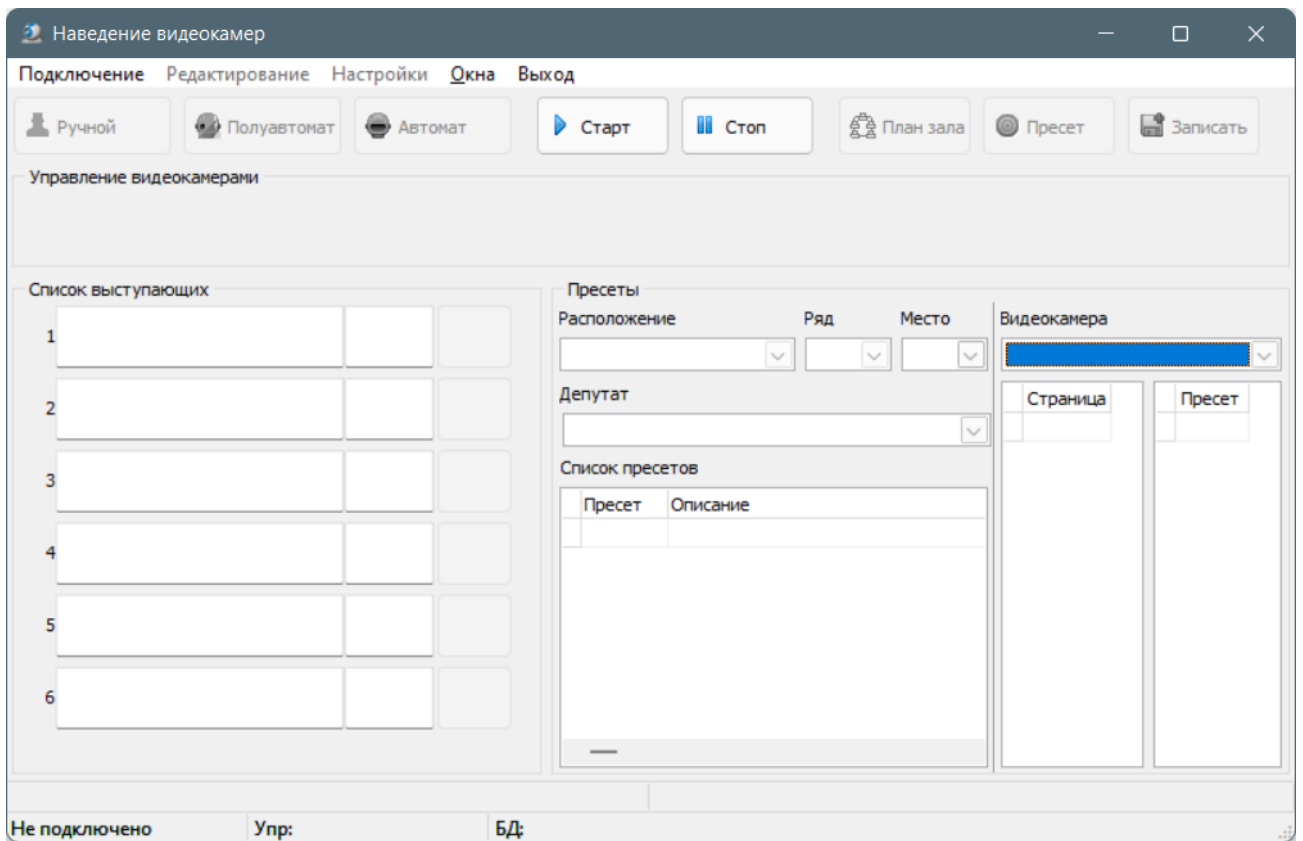 Наведение видеокамер
Подключение Редактирование Настройки Окна Выход
Ручной Полуавтомат Автомат Старт Стоп План зала Пресет Записать
Управление видеокамерами
Список выступающих
1
2
3
4
5
6
Пресеты
Расположение Ряд Место
Депутат
Список пресетов
Пресет Описание
Видеокамера
Страница Пресет
Не подключено Упр: БД: